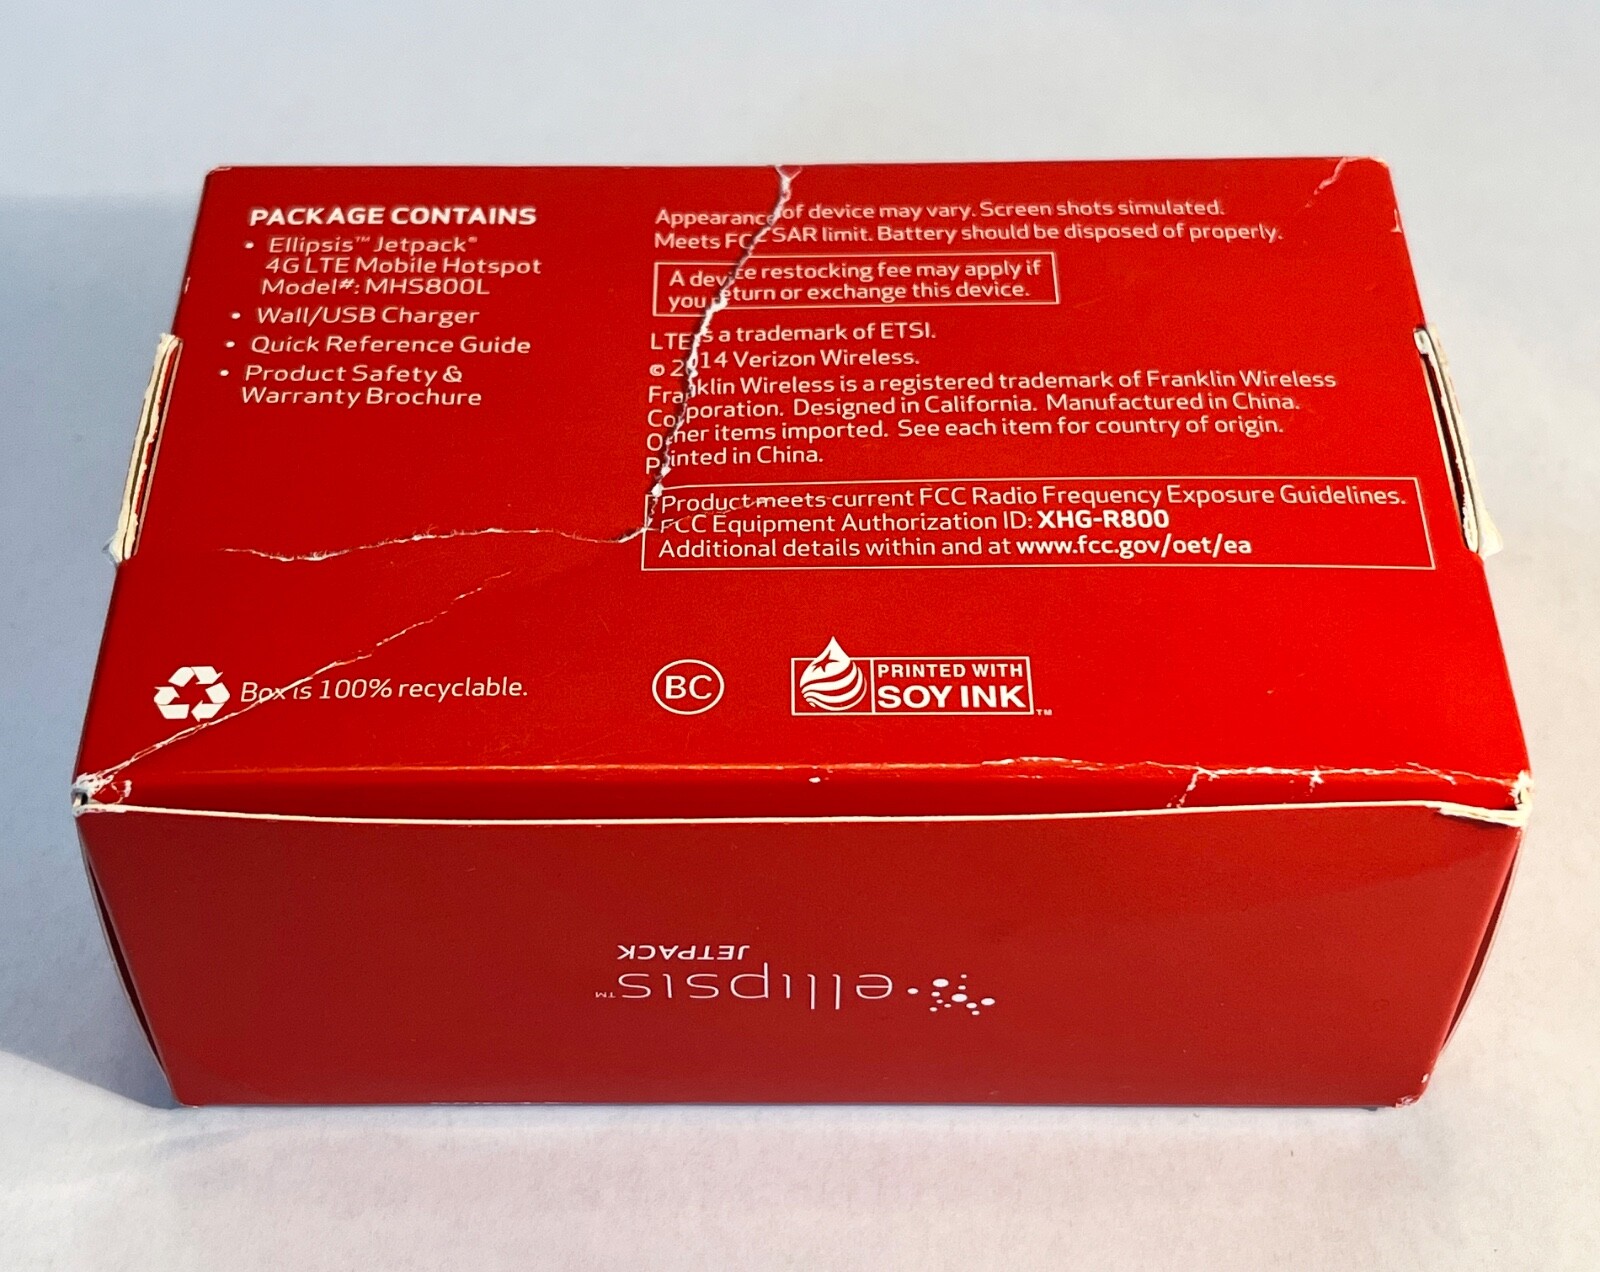 PACKAGE CONTAINS
• Ellipsis™ Jetpack®
4G LTE Mobile Hotspot
Model#: MHS800L
• Wall/USB Charger
• Quick Reference Guide
• Product Safety &
Warranty Brochure
Appearance of device may vary. Screen shots simulated.
Meets FCC SAR limit. Battery should be disposed of properly.
A device restocking fee may apply if
you return or exchange this device.
LTE is a trademark of ETSI.
© 2014 Verizon Wireless.
Franklin Wireless is a registered trademark of Franklin Wireless
Corporation. Designed in California. Manufactured in China.
Other items imported. See each item for country of origin.
Printed in China.
Product meets current FCC Radio Frequency Exposure Guidelines.
FCC Equipment Authorization ID: XHG-R800
Additional details within and at www.fcc.gov/oet/ea
Box is 100% recyclable.
BC
PRINTED WITH
SOY INK™
ellipsis™
JETPACK